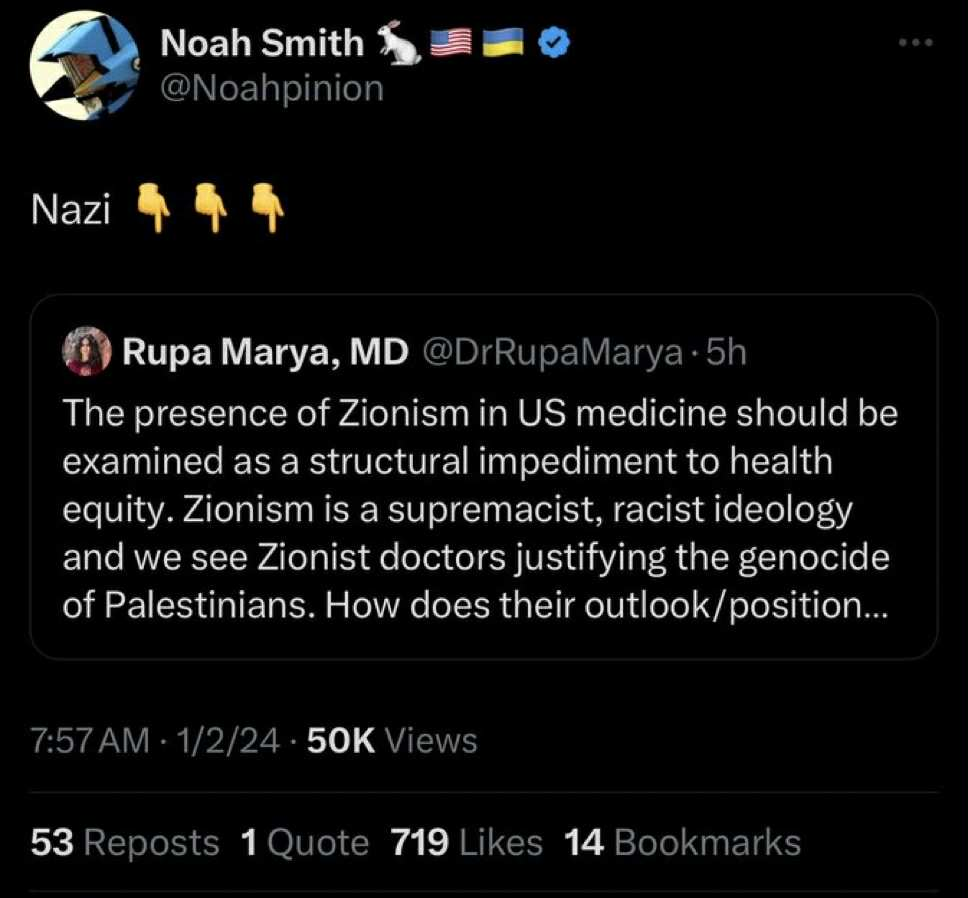 Noah Smith 🐇🇺🇸🇺🇦
@Noahpinion
Nazi 👇👇👇
Rupa Marya, MD @DrRupaMarya · 5h
The presence of Zionism in US medicine should be
examined as a structural impediment to health
equity. Zionism is a supremacist, racist ideology
and we see Zionist doctors justifying the genocide
of Palestinians. How does their outlook/position...
7:57 AM · 1/2/24 · 50K Views
53 Reposts 1 Quote 719 Likes 14 Bookmarks